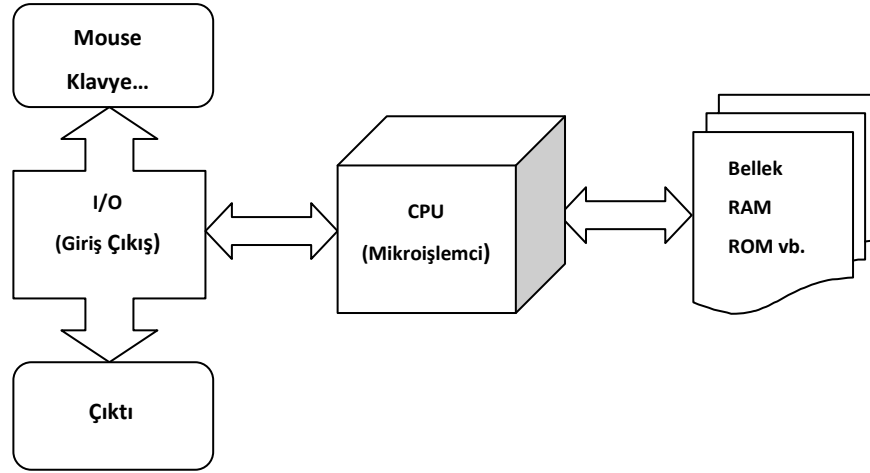 Mouse
Klavye...
I/O
(Giriş Çıkış)
CPU
(Mikroişlemci)
Bellek
RAM
ROM vb.
Çıktı